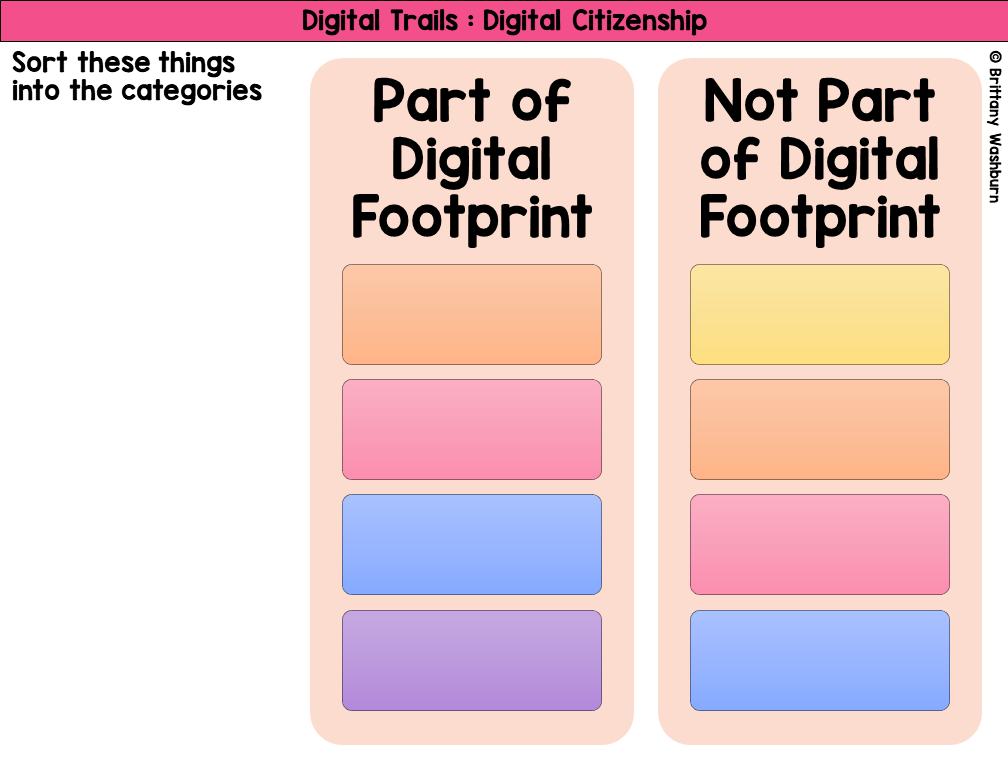 Digital Trails : Digital Citizenship
Sort these things
into the categories
Part of
Digital
Footprint
Not Part
of Digital
Footprint
© Brittany Washburn